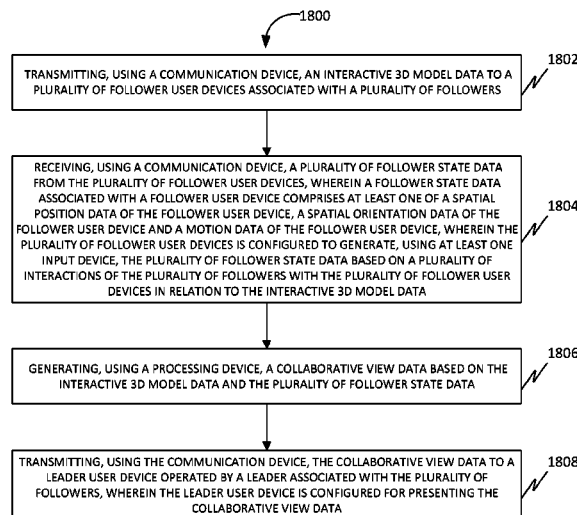 1800
TRANSMITTING, USING A COMMUNICATION DEVICE, AN INTERACTIVE 3D MODEL DATA TO A
PLURALITY OF FOLLOWER USER DEVICES ASSOCIATED WITH A PLURALITY OF FOLLOWERS
1802
RECEIVING, USING A COMMUNICATION DEVICE, A PLURALITY OF FOLLOWER STATE DATA
FROM THE PLURALITY OF FOLLOWER USER DEVICES, WHEREIN A FOLLOWER STATE DATA
ASSOCIATED WITH A FOLLOWER USER DEVICE COMPRISES AT LEAST ONE OF A SPATIAL
POSITION DATA OF THE FOLLOWER USER DEVICE, A SPATIAL ORIENTATION DATA OF THE
FOLLOWER USER DEVICE AND A MOTION DATA OF THE FOLLOWER USER DEVICE, WHEREIN THE
PLURALITY OF FOLLOWER USER DEVICES IS CONFIGURED TO GENERATE, USING AT LEAST ONE
INPUT DEVICE, THE PLURALITY OF FOLLOWER STATE DATA BASED ON A PLURALITY OF
INTERACTIONS OF THE PLURALITY OF FOLLOWERS WITH THE PLURALITY OF FOLLOWER USER
DEVICES IN RELATION TO THE INTERACTIVE 3D MODEL DATA
1804
GENERATING, USING A PROCESSING DEVICE, A COLLABORATIVE VIEW DATA BASED ON THE
INTERACTIVE 3D MODEL DATA AND THE PLURALITY OF FOLLOWER STATE DATA
1806
TRANSMITTING, USING THE COMMUNICATION DEVICE, THE COLLABORATIVE VIEW DATA TO A
LEADER USER DEVICE OPERATED BY A LEADER ASSOCIATED WITH THE PLURALITY OF
FOLLOWERS, WHEREIN THE LEADER USER DEVICE IS CONFIGURED FOR PRESENTING THE
COLLABORATIVE VIEW DATA
1808